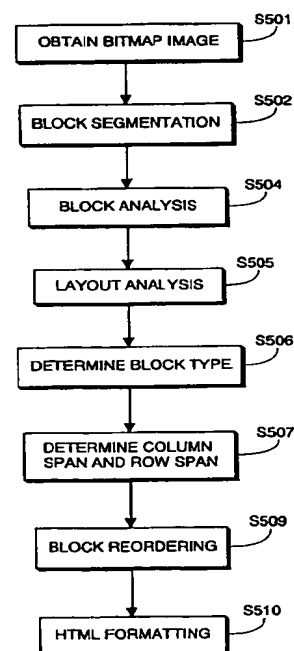 S501
OBTAIN BITMAP IMAGE
S502
BLOCK SEGMENTATION
S504
BLOCK ANALYSIS
S505
LAYOUT ANALYSIS
S506
DETERMINE BLOCK TYPE
S507
DETERMINE COLUMN
SPAN AND ROW SPAN
S509
BLOCK REORDERING
S510
HTML FORMATTING